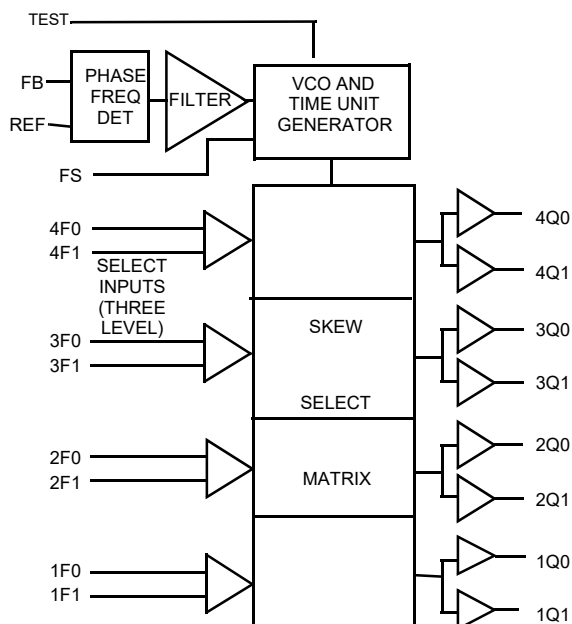 TEST
FB
REF
PHASE
FREQ
DET
FILTER
VCO AND
TIME UNIT
GENERATOR
FS
4F0
4F1
SELECT
INPUTS
(THREE
LEVEL)
3F0
3F1
2F0
2F1
1F0
1F1
SKEW
SELECT
MATRIX
4Q0
4Q1
3Q0
3Q1
2Q0
2Q1
1Q0
1Q1